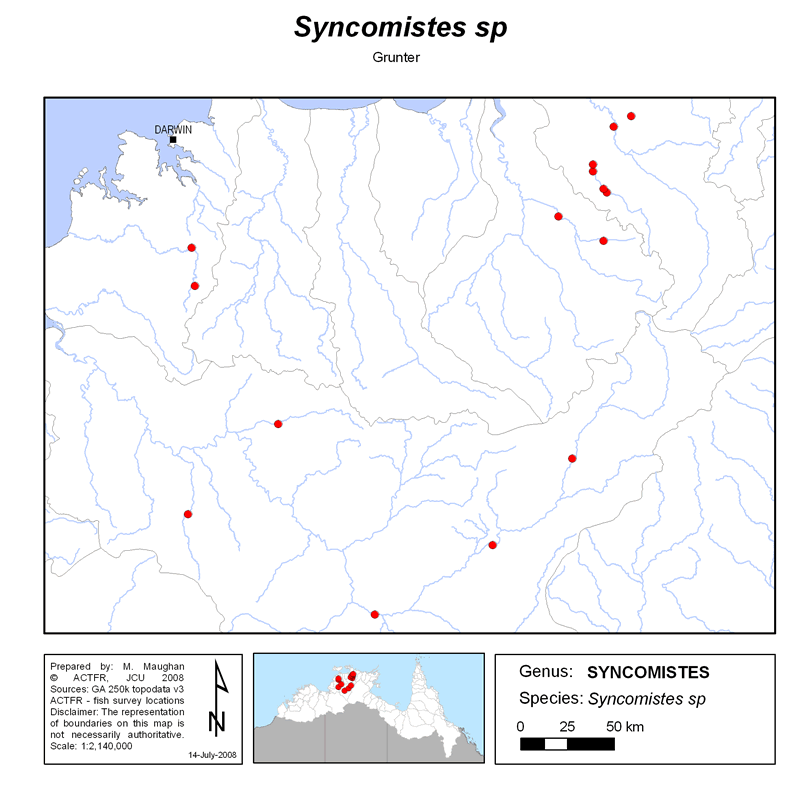 Syncomistes sp
Grunter
DARWIN
Prepared by: M. Maughan
© ACTFR, JCU 2008
Sources: GA 250k topodata v3
ACTFR - fish survey locations
Disclaimer: The representation
of boundaries on this map is
not necessarily authoritative.
Scale: 1:2,140,000
N
14-July-2008
Genus: SYNCOMISTES
Species: Syncomistes sp
0 25 50 km